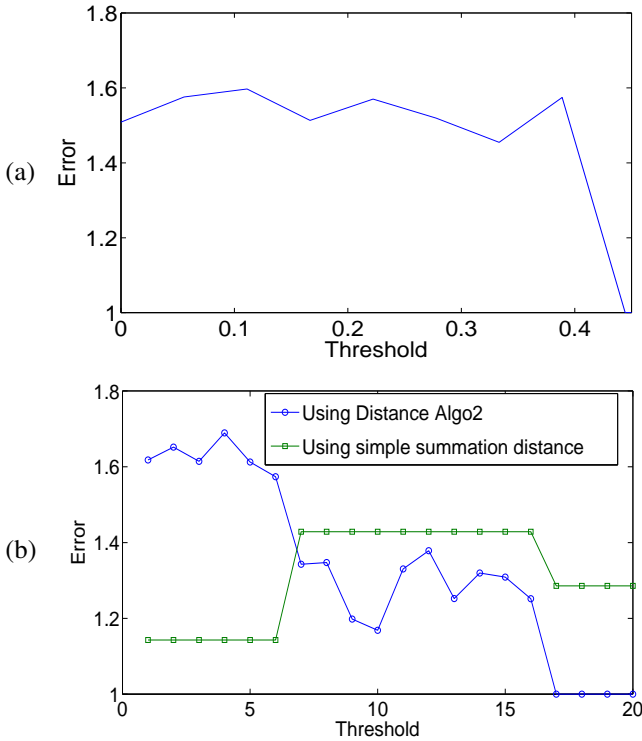 1.8
1.6
1.4
1.2
1
(a)
Error
0
0.1
0.2
0.3
0.4
Threshold
1.8
1.6
1.4
1.2
1
(b)
Error
Using Distance Algo2
Using simple summation distance
0
5
10
15
20
Threshold